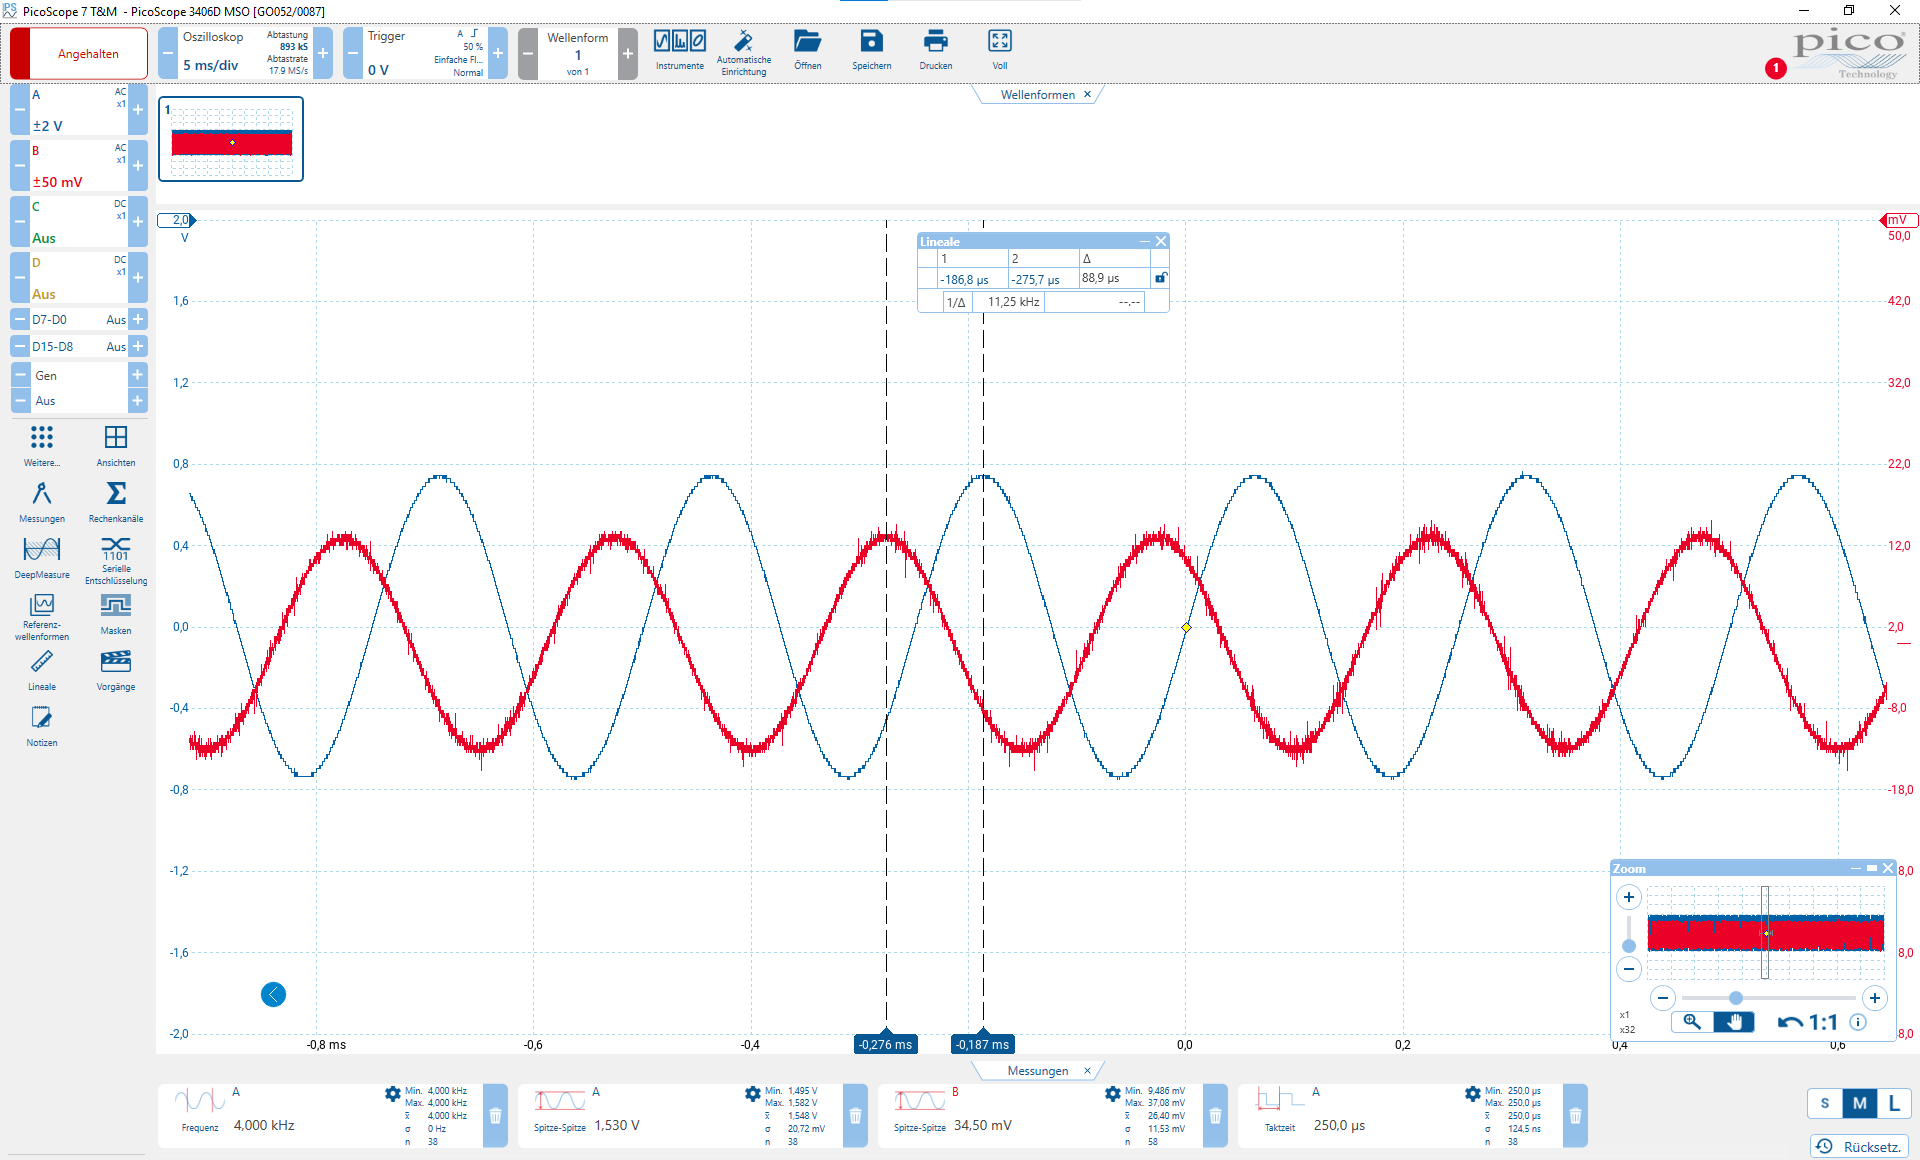 PicoScope 7 T&M - PicoScope 3406D MSO [GO052/0087]
Angehalten
Oszilloskop
5 ms/div
Abtastung
893 kS
Abtastrate
17.9 MS/s
Trigger
0 V
A
50 %
Einfache Fl...
Normal
Wellenform
1
von 1
Instrumente
Automatische
Einrichtung
Öffnen
Speichern
Drucken
Voll
1
pico
Technology
A
AC
x1
±2 V
B
AC
x1
±50 mV
C
DC
x1
Aus
D
DC
x1
Aus
D7-D0 Aus
D15-D8 Aus
Gen
Aus
Weitere...
Ansichten
Messungen
Rechenkanäle
DeepMeasure
1101
Serielle
Entschlüsselung
Referenz-
wellenformen
Masken
Lineale
Vorgänge
Notizen
Wellenformen
1
2,0
V
1,6
1,2
0,8
0,4
0,0
-0,4
-0,8
-1,2
-1,6
-2,0
mV
50,0
42,0
32,0
22,0
12,0
2,0
-8,0
-18,0
8,0
8,0
8,0
Lineale
1 2 Δ
-186,8 µs -275,7 µs 88,9 µs
1/Δ 11,25 kHz --,--
Zoom
x1
x32
1:1
-0,8 ms
-0,6
-0,4
-0,276 ms
-0,187 ms
0,0
0,2
0,4
0,6
Messungen
A
Frequenz 4,000 kHz
Min. 4,000 kHz
Max. 4,000 kHz
x̄ 4,000 kHz
σ 0 Hz
n 38
A
Spitze-Spitze 1,530 V
Min. 1,495 V
Max. 1,582 V
x̄ 1,548 V
σ 20,72 mV
n 38
B
Spitze-Spitze 34,50 mV
Min. 9,486 mV
Max. 37,08 mV
x̄ 26,40 mV
σ 11,53 mV
n 58
A
Taktzeit 250,0 µs
Min. 250,0 µs
Max. 250,0 µs
x̄ 250,0 µs
σ 124,5 ns
n 38
S M L
Rücksetz.